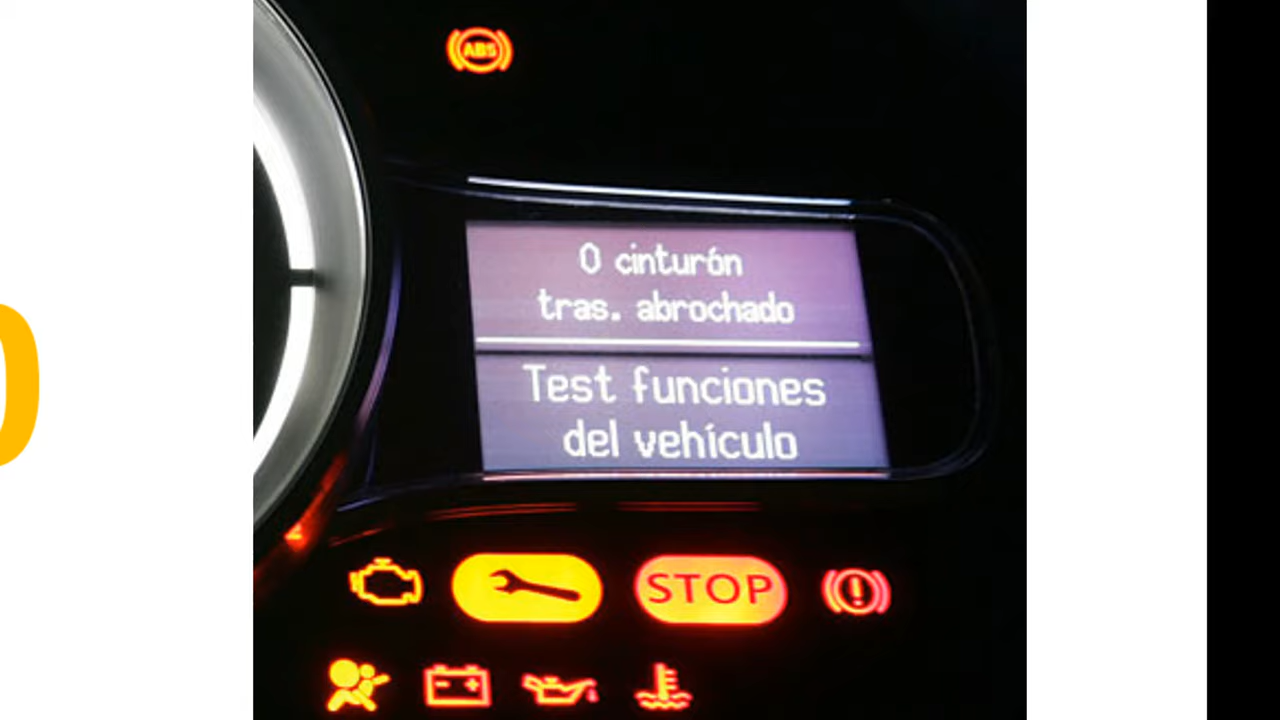 ABS
0 cinturón
tras. abrochado
Test funciones
del vehículo
STOP